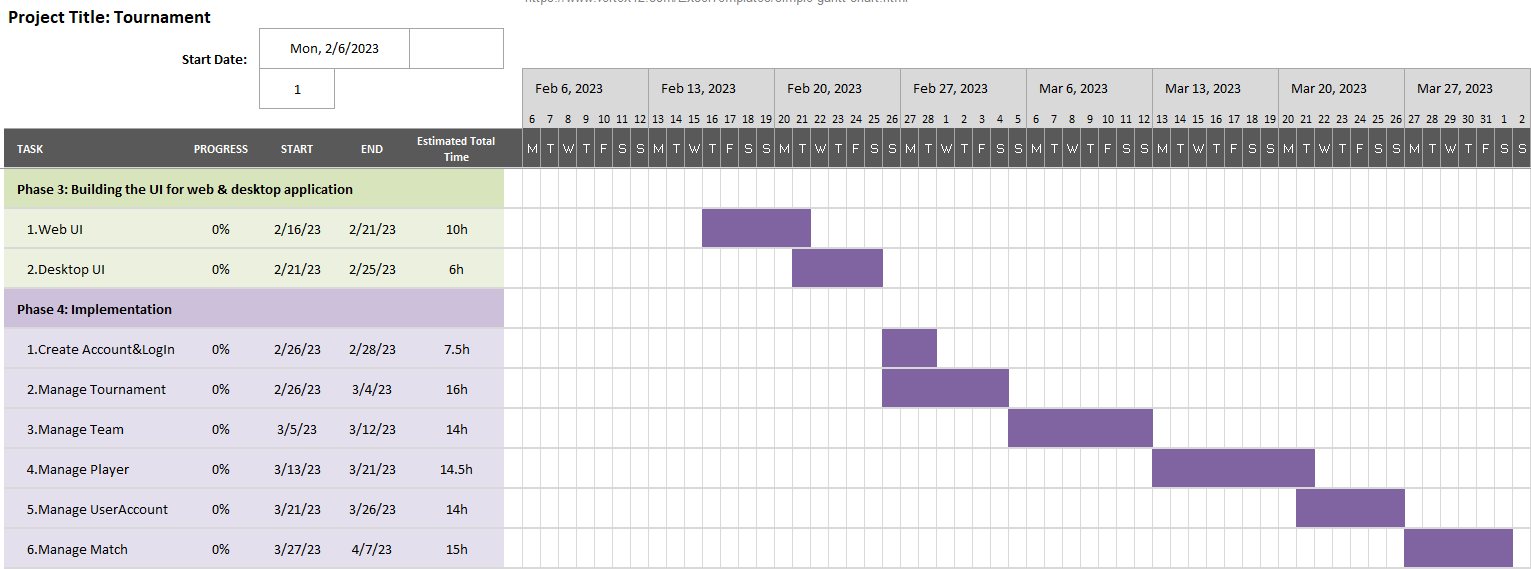 Project Title: Tournament
Start Date:
Mon, 2/6/2023
1
Feb 6, 2023 Feb 13, 2023 Feb 20, 2023 Feb 27, 2023 Mar 6, 2023 Mar 13, 2023 Mar 20, 2023 Mar 27, 2023
6 7 8 9 10 11 12 13 14 15 16 17 18 19 20 21 22 23 24 25 26 27 28 1 2 3 4 5 6 7 8 9 10 11 12 13 14 15 16 17 18 19 20 21 22 23 24 25 26 27 28 29 30 31 1 2
TASK PROGRESS START END Estimated Total Time M T W T F S S M T W T F S S M T W T F S S M T W T F S S M T W T F S S M T W T F S S M T W T F S S M T W T F S S
Phase 3: Building the UI for web & desktop application
1.Web UI 0% 2/16/23 2/21/23 10h
2.Desktop UI 0% 2/21/23 2/25/23 6h
Phase 4: Implementation
1.Create Account&LogIn 0% 2/26/23 2/28/23 7.5h
2.Manage Tournament 0% 2/26/23 3/4/23 16h
3.Manage Team 0% 3/5/23 3/12/23 14h
4.Manage Player 0% 3/13/23 3/21/23 14.5h
5.Manage UserAccount 0% 3/21/23 3/26/23 14h
6.Manage Match 0% 3/27/23 4/7/23 15h